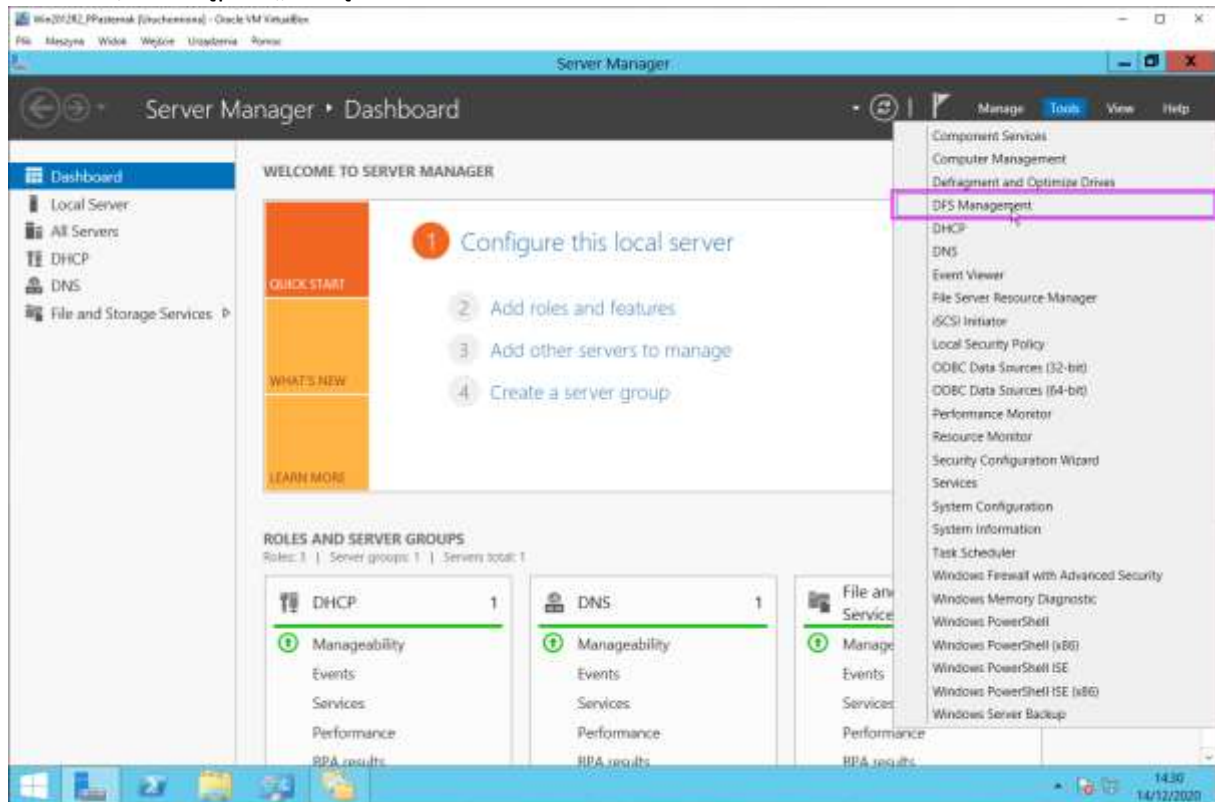 Win2012R2_PPasternak [Uruchomiona] - Oracle VM VirtualBox
Plik Maszyna Widok Wejście Urządzenia Pomoc
Server Manager
Server Manager • Dashboard
Manage Tools View Help
Dashboard
Local Server
All Servers
DHCP
DNS
File and Storage Services
WELCOME TO SERVER MANAGER
QUICK START
WHAT'S NEW
LEARN MORE
1 Configure this local server
2 Add roles and features
3 Add other servers to manage
4 Create a server group
ROLES AND SERVER GROUPS
Roles: 3 | Server groups: 1 | Servers total: 1
DHCP 1
Manageability
Events
Services
Performance
BPA results
DNS 1
Manageability
Events
Services
Performance
BPA results
File an
Service
Manage
Events
Services
Performance
BPA results
Component Services
Computer Management
Defragment and Optimize Drives
DFS Management
DHCP
DNS
Event Viewer
File Server Resource Manager
iSCSI Initiator
Local Security Policy
ODBC Data Sources (32-bit)
ODBC Data Sources (64-bit)
Performance Monitor
Resource Monitor
Security Configuration Wizard
Services
System Configuration
System Information
Task Scheduler
Windows Firewall with Advanced Security
Windows Memory Diagnostic
Windows PowerShell
Windows PowerShell (x86)
Windows PowerShell ISE
Windows PowerShell ISE (x86)
Windows Server Backup
14:30
14/12/2020